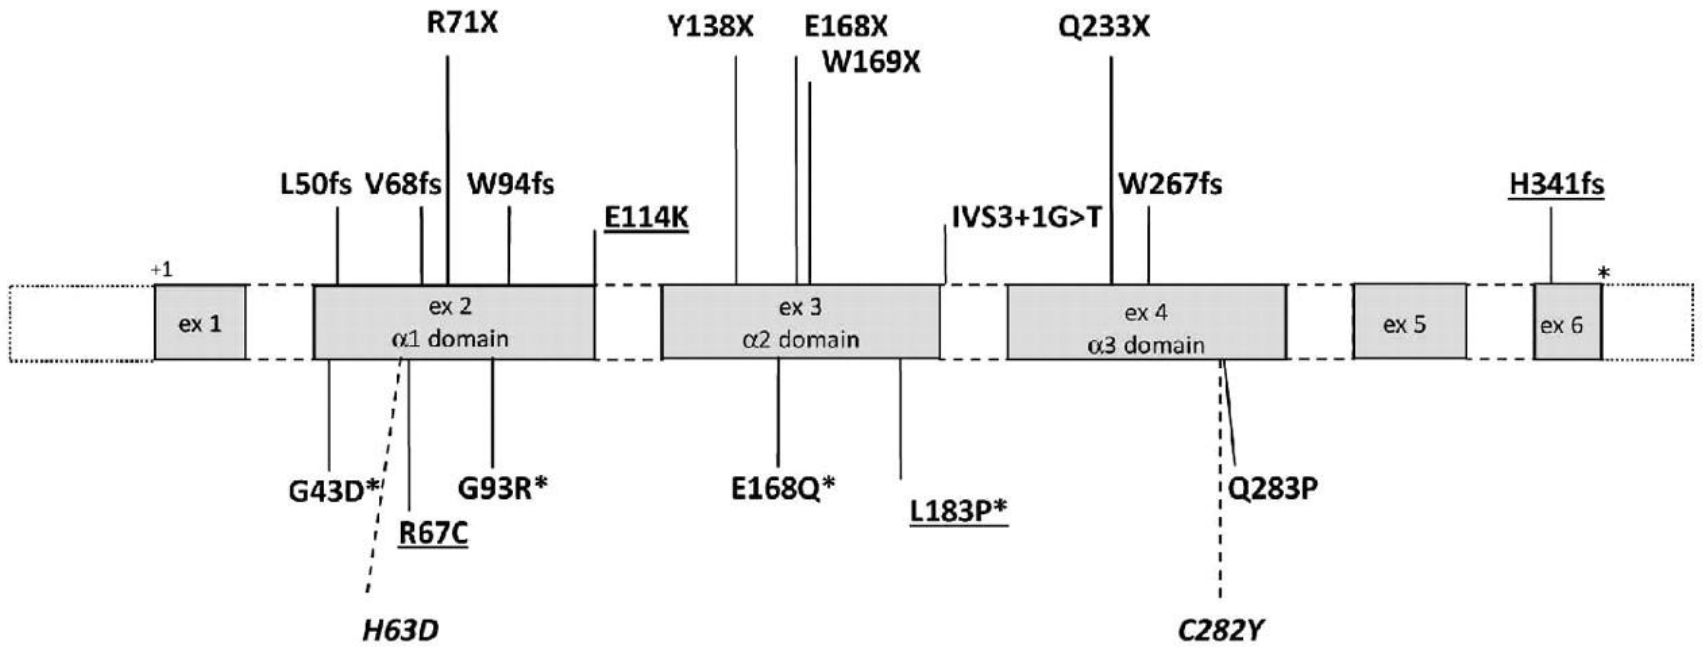 R71X
Y138X
E168X
W169X
Q233X
L50fs
V68fs
W94fs
E114K
IVS3+1G>T
W267fs
H341fs
+1
*
ex 1
ex 2
α1 domain
ex 3
α2 domain
ex 4
α3 domain
ex 5
ex 6
G43D*
R67C
G93R*
E168Q*
L183P*
Q283P
H63D
C282Y